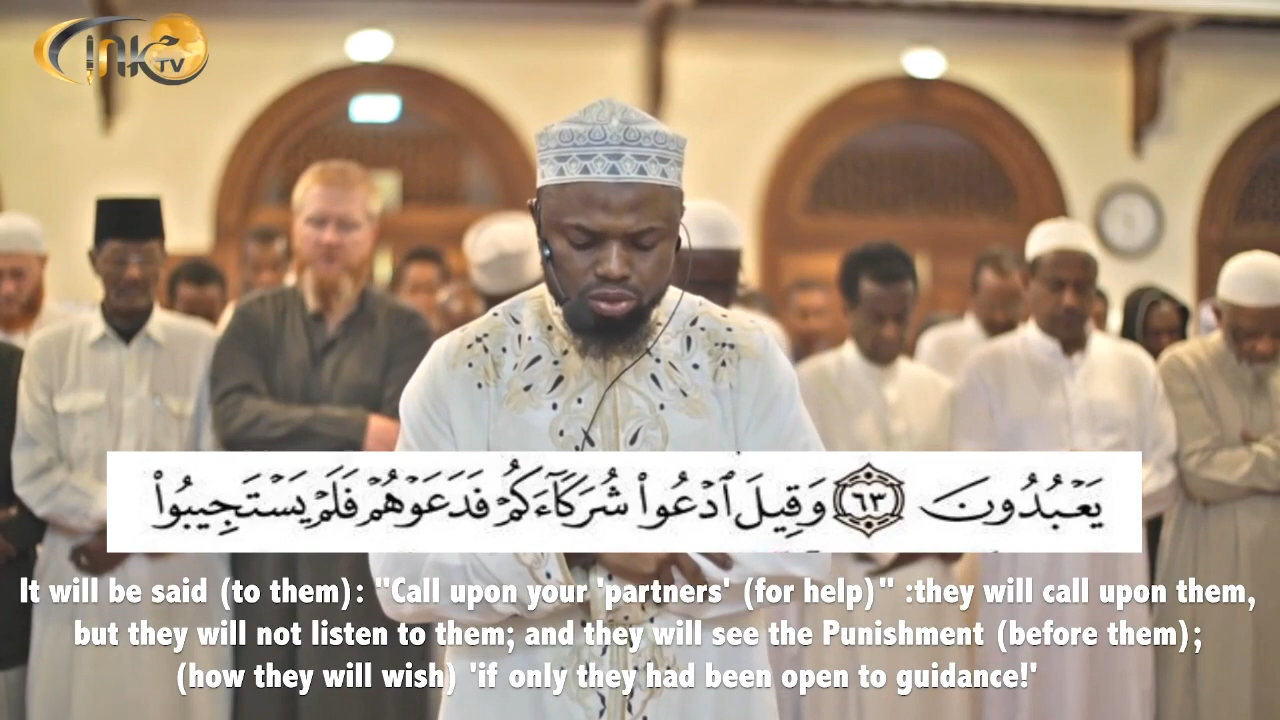 INK TV
يَعْبُدُونَ ٦٣ وَقِيلَ ٱدْعُوا۟ شُرَكَآءَكُمْ فَدَعَوْهُمْ فَلَمْ يَسْتَجِيبُوا۟
It will be said (to them): "Call upon your 'partners' (for help)" :they will call upon them,
but they will not listen to them; and they will see the Punishment (before them);
(how they will wish) 'if only they had been open to guidance!'